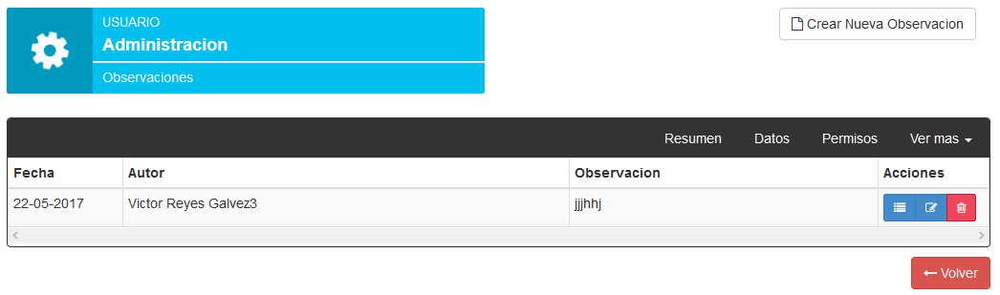 USUARIO
Administracion
Observaciones
Crear Nueva Observacion
Resumen Datos Permisos Ver mas
Fecha Autor Observacion Acciones
22-05-2017 Victor Reyes Galvez3 jjjhhj
Volver